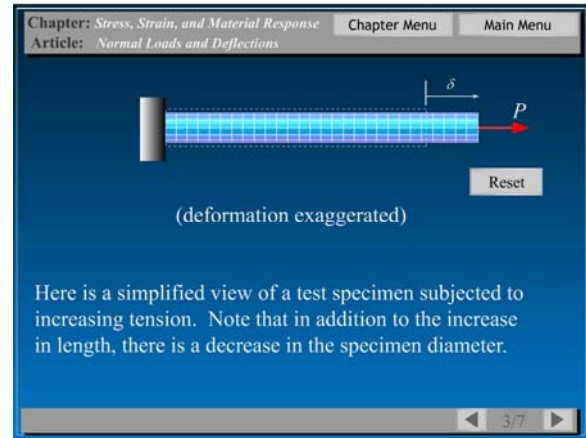 Chapter: Stress, Strain, and Material Response
Chapter Menu
Main Menu
Article: Normal Loads and Deflections
δ
P
Reset
(deformation exaggerated)
Here is a simplified view of a test specimen subjected to
increasing tension. Note that in addition to the increase
in length, there is a decrease in the specimen diameter.
3/7